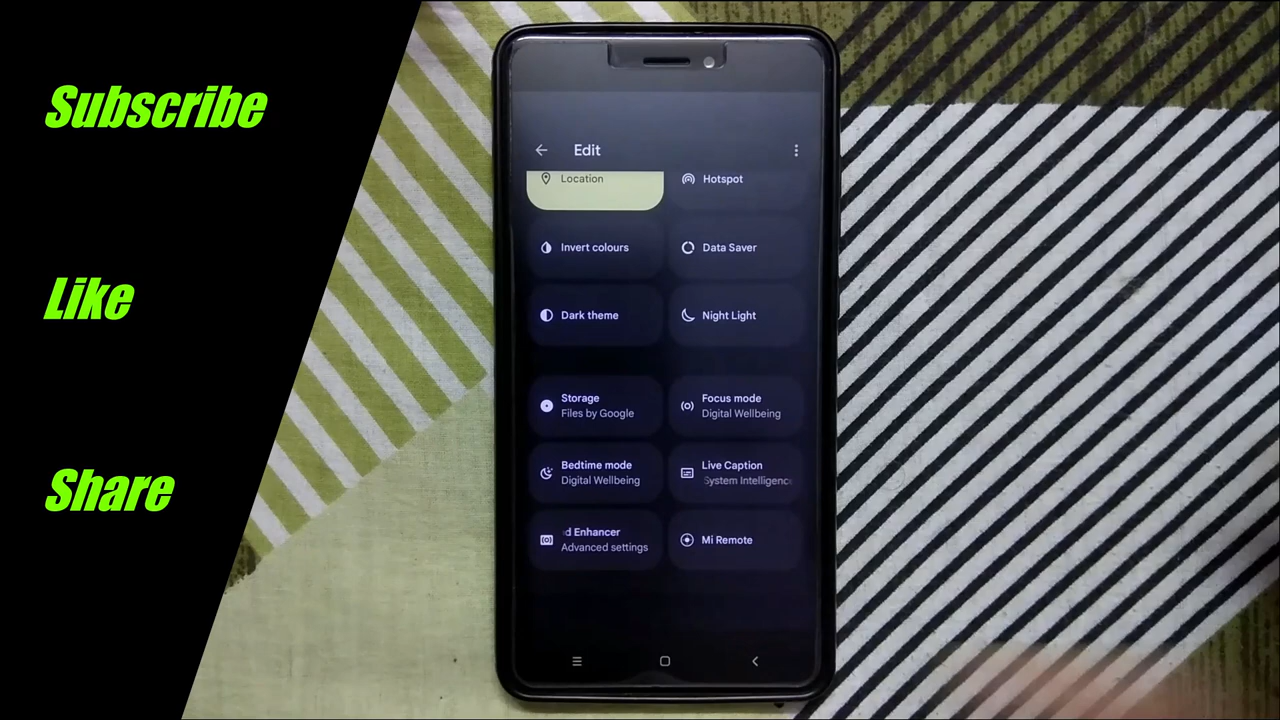 Subscribe
Like
Share
Edit
Location
Hotspot
Invert colours
Data Saver
Dark theme
Night Light
Storage
Files by Google
Focus mode
Digital Wellbeing
Bedtime mode
Digital Wellbeing
Live Caption
System Intelligence
d Enhancer
Advanced settings
Mi Remote